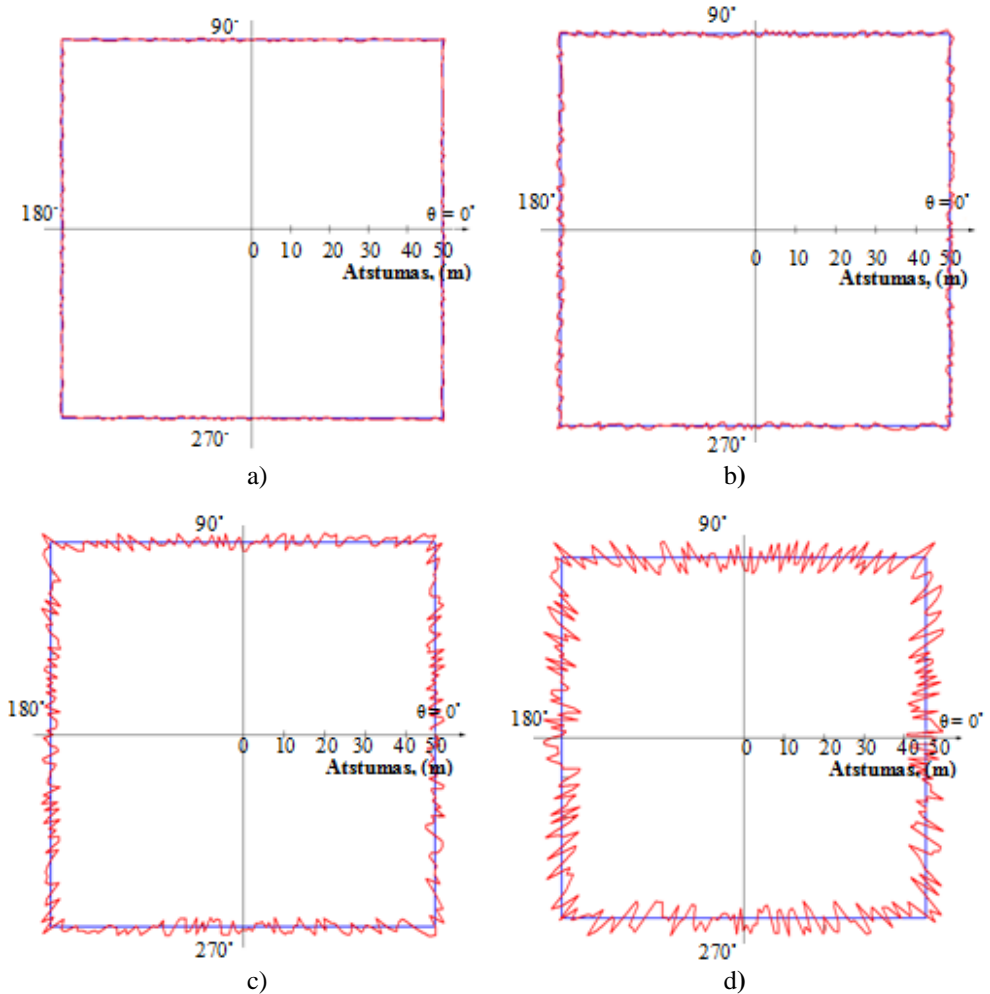 90-
180-
θ = 0°
0 10 20 30 40 50
Atstumas, (m)
270-
a)
90°
180°
θ = 0°
0 10 20 30 40 50
Atstumas, (m)
270°
b)
90°
180°
θ = 0°
0 10 20 30 40 50
Atstumas, (m)
270°
c)
90°
180°
θ = 0°
0 10 20 30 40 50
Atstumas, (m)
270°
d)